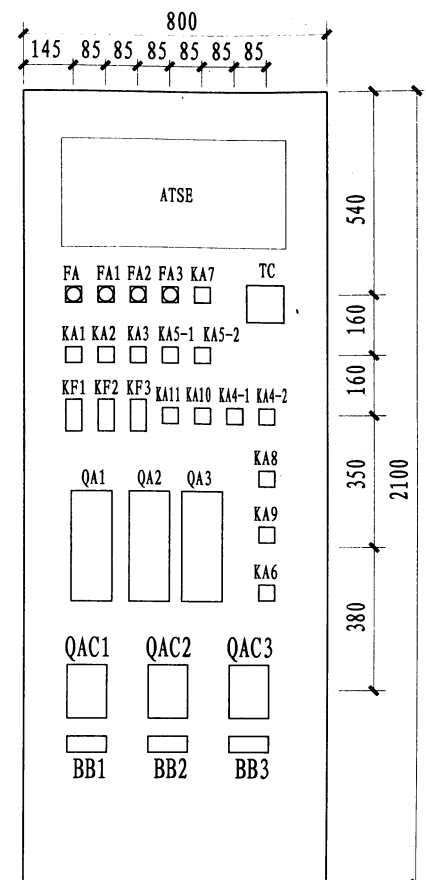 800
145 85 85 85 85 85 85
ATSE
540
FA FA1 FA2 FA3 KA7 TC
160
KA1 KA2 KA3 KA5-1 KA5-2
160
KF1 KF2 KF3 KA11 KA10 KA4-1 KA4-2
350
2100
KA8
QA1 QA2 QA3
KA9
KA6
380
QAC1 QAC2 QAC3
BB1 BB2 BB3